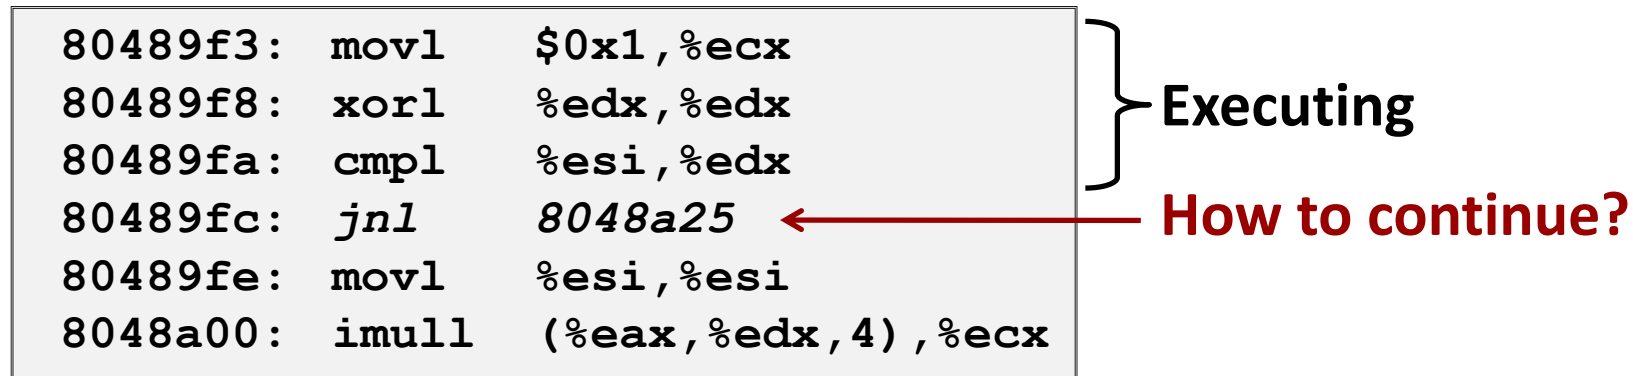 80489f3: movl $0x1,%ecx
80489f8: xorl %edx,%edx
80489fa: cmpl %esi,%edx
Executing
80489fc: jnl 8048a25
How to continue?
80489fe: movl %esi,%esi
8048a00: imull (%eax,%edx,4),%ecx